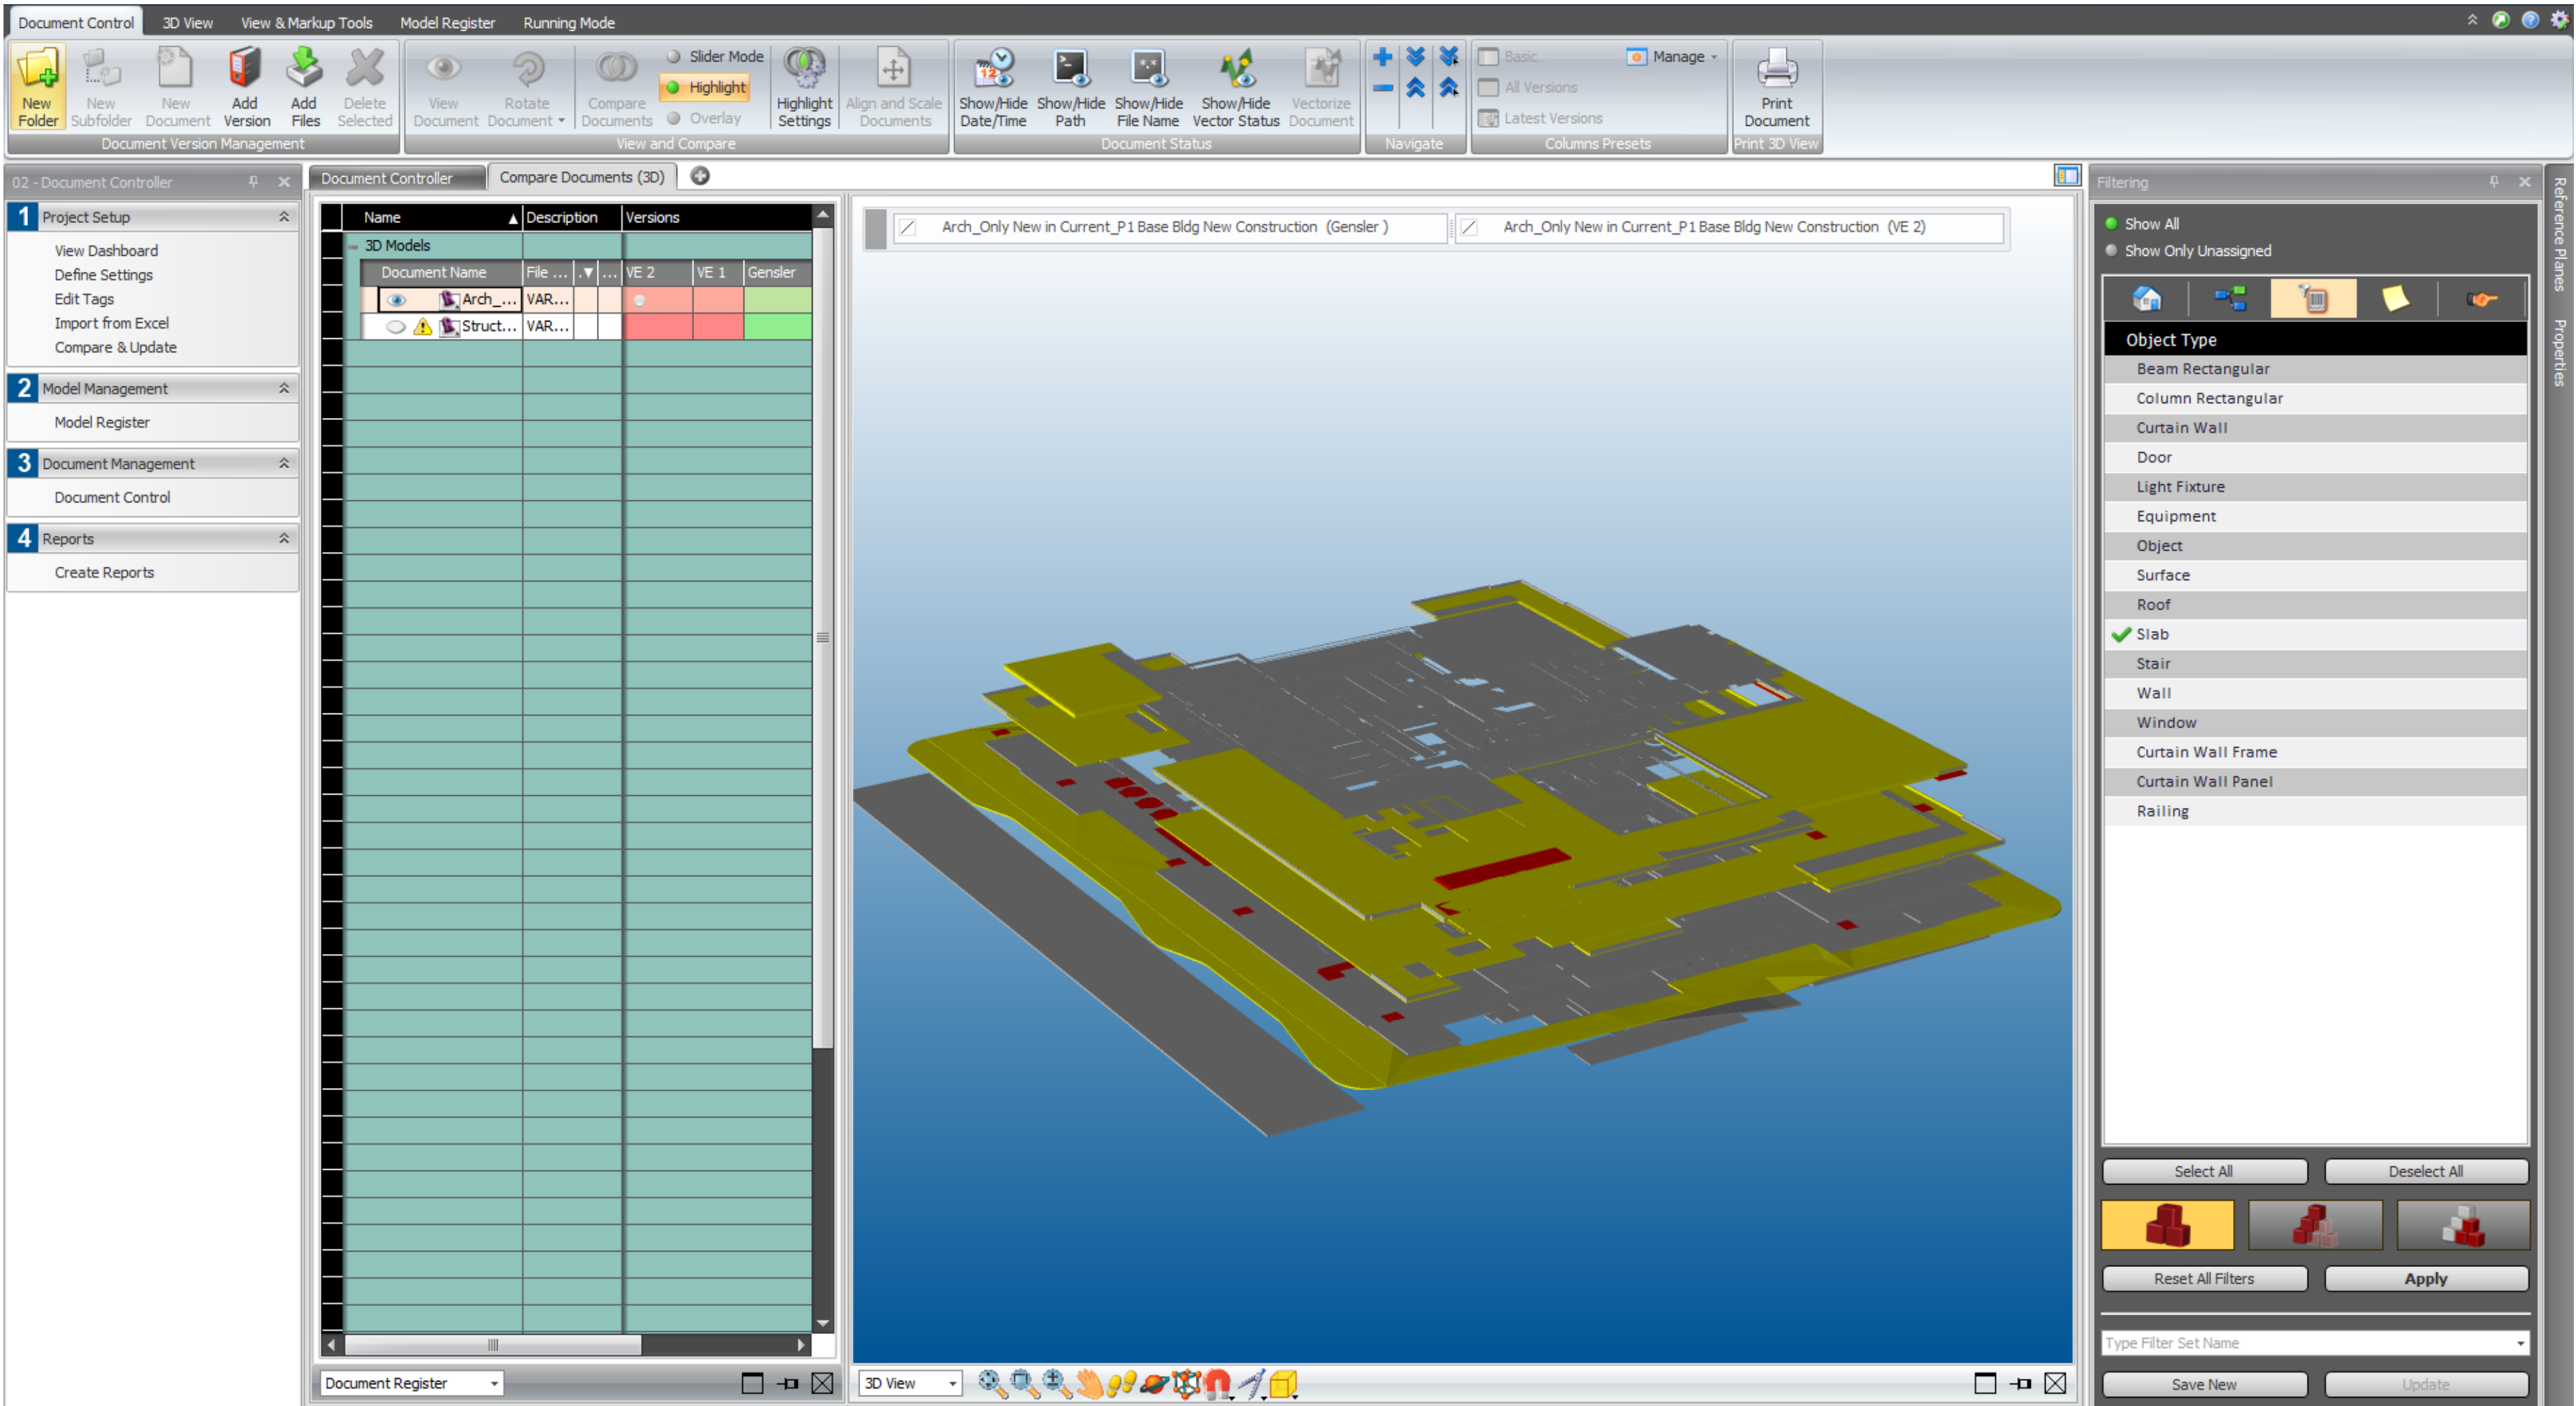 Document Control 3D View View & Markup Tools Model Register Running Mode
New Folder
New Subfolder
New Document
Add Version
Add Files
Delete Selected
Document Version Management
View Document
Rotate Document
Compare Documents
Slider Mode
Highlight
Overlay
Highlight Settings
Align and Scale Documents
View and Compare
Show/Hide Date/Time
Show/Hide Path
Show/Hide File Name
Show/Hide Vector Status
Vectorize Document
Document Status
Navigate
Basic
All Versions
Latest Versions
Manage
Columns Presets
Print Document
Print 3D View
02 - Document Controller
1 Project Setup
View Dashboard
Define Settings
Edit Tags
Import from Excel
Compare & Update
2 Model Management
Model Register
3 Document Management
Document Control
4 Reports
Create Reports
Document Controller Compare Documents (3D)
Name Description Versions
3D Models
Document Name File ... ... VE 2 VE 1 Gensler
Arch_... VAR...
Struct... VAR...
Document Register
Arch_Only New in Current_P1 Base Bldg New Construction (Gensler )
Arch_Only New in Current_P1 Base Bldg New Construction (VE 2)
3D View
Filtering
Show All
Show Only Unassigned
Object Type
Beam Rectangular
Column Rectangular
Curtain Wall
Door
Light Fixture
Equipment
Object
Surface
Roof
Slab
Stair
Wall
Window
Curtain Wall Frame
Curtain Wall Panel
Railing
Select All Deselect All
Reset All Filters Apply
Type Filter Set Name
Save New Update
Reference Planes
Properties